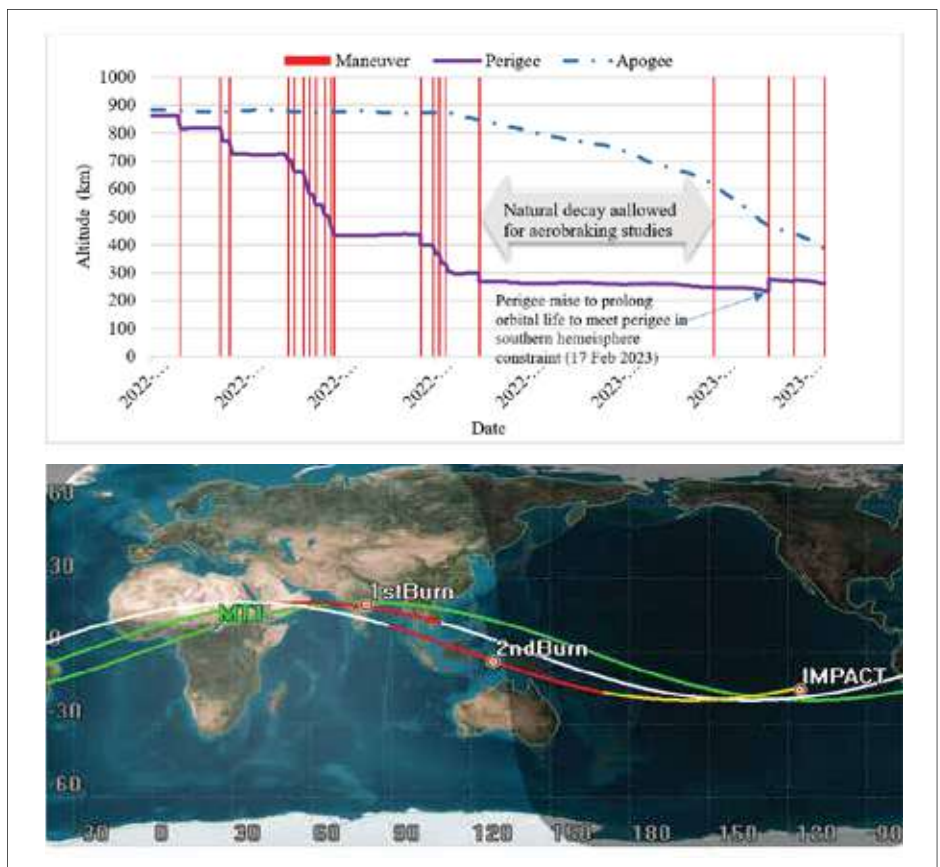 Maneuver Perigee Apogee
1000
900
800
700
600
500
400
300
200
100
0
Altitude (km)
Natural decay aallowed
for aerobraking studies
Perigee raise to prolong
orbital life to meet perigee in
southern hemeisphere
constraint (17 Feb 2023)
2022-... 2022-... 2022-... 2022-... 2022-... 2023-... 2023-... 2023-...
Date
60
30
0
-30
-60
MTF
1stBurn
2ndBurn
IMPACT
-30 0 30 60 90 120 150 180 -150 -120 -90